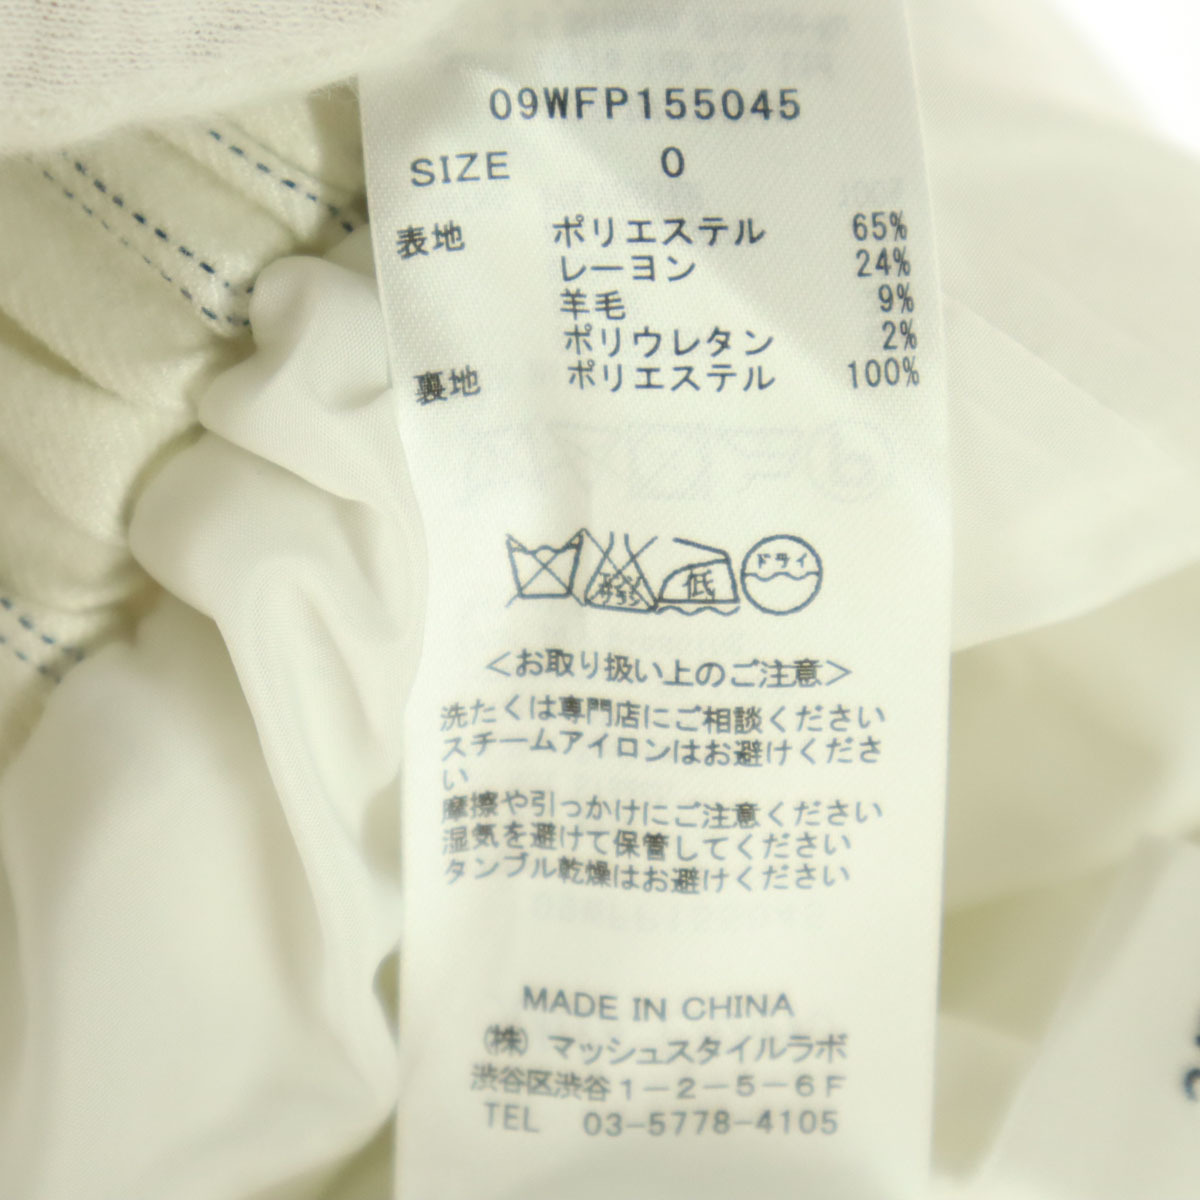 09WFP155045
SIZE 0
表地 ポリエステル 65%
レーヨン 24%
羊毛 9%
ポリウレタン 2%
裏地 ポリエステル 100%
エンソサラシ 低 ドライ
<お取り扱い上のご注意>
洗たくは専門店にご相談ください
スチームアイロンはお避けくださ
い
摩擦や引っかけにご注意ください
湿気を避けて保管してください
タンブル乾燥はお避けください
MADE IN CHINA
(株) マッシュスタイルラボ
渋谷区渋谷1-2-5-6F
TEL 03-5778-4105